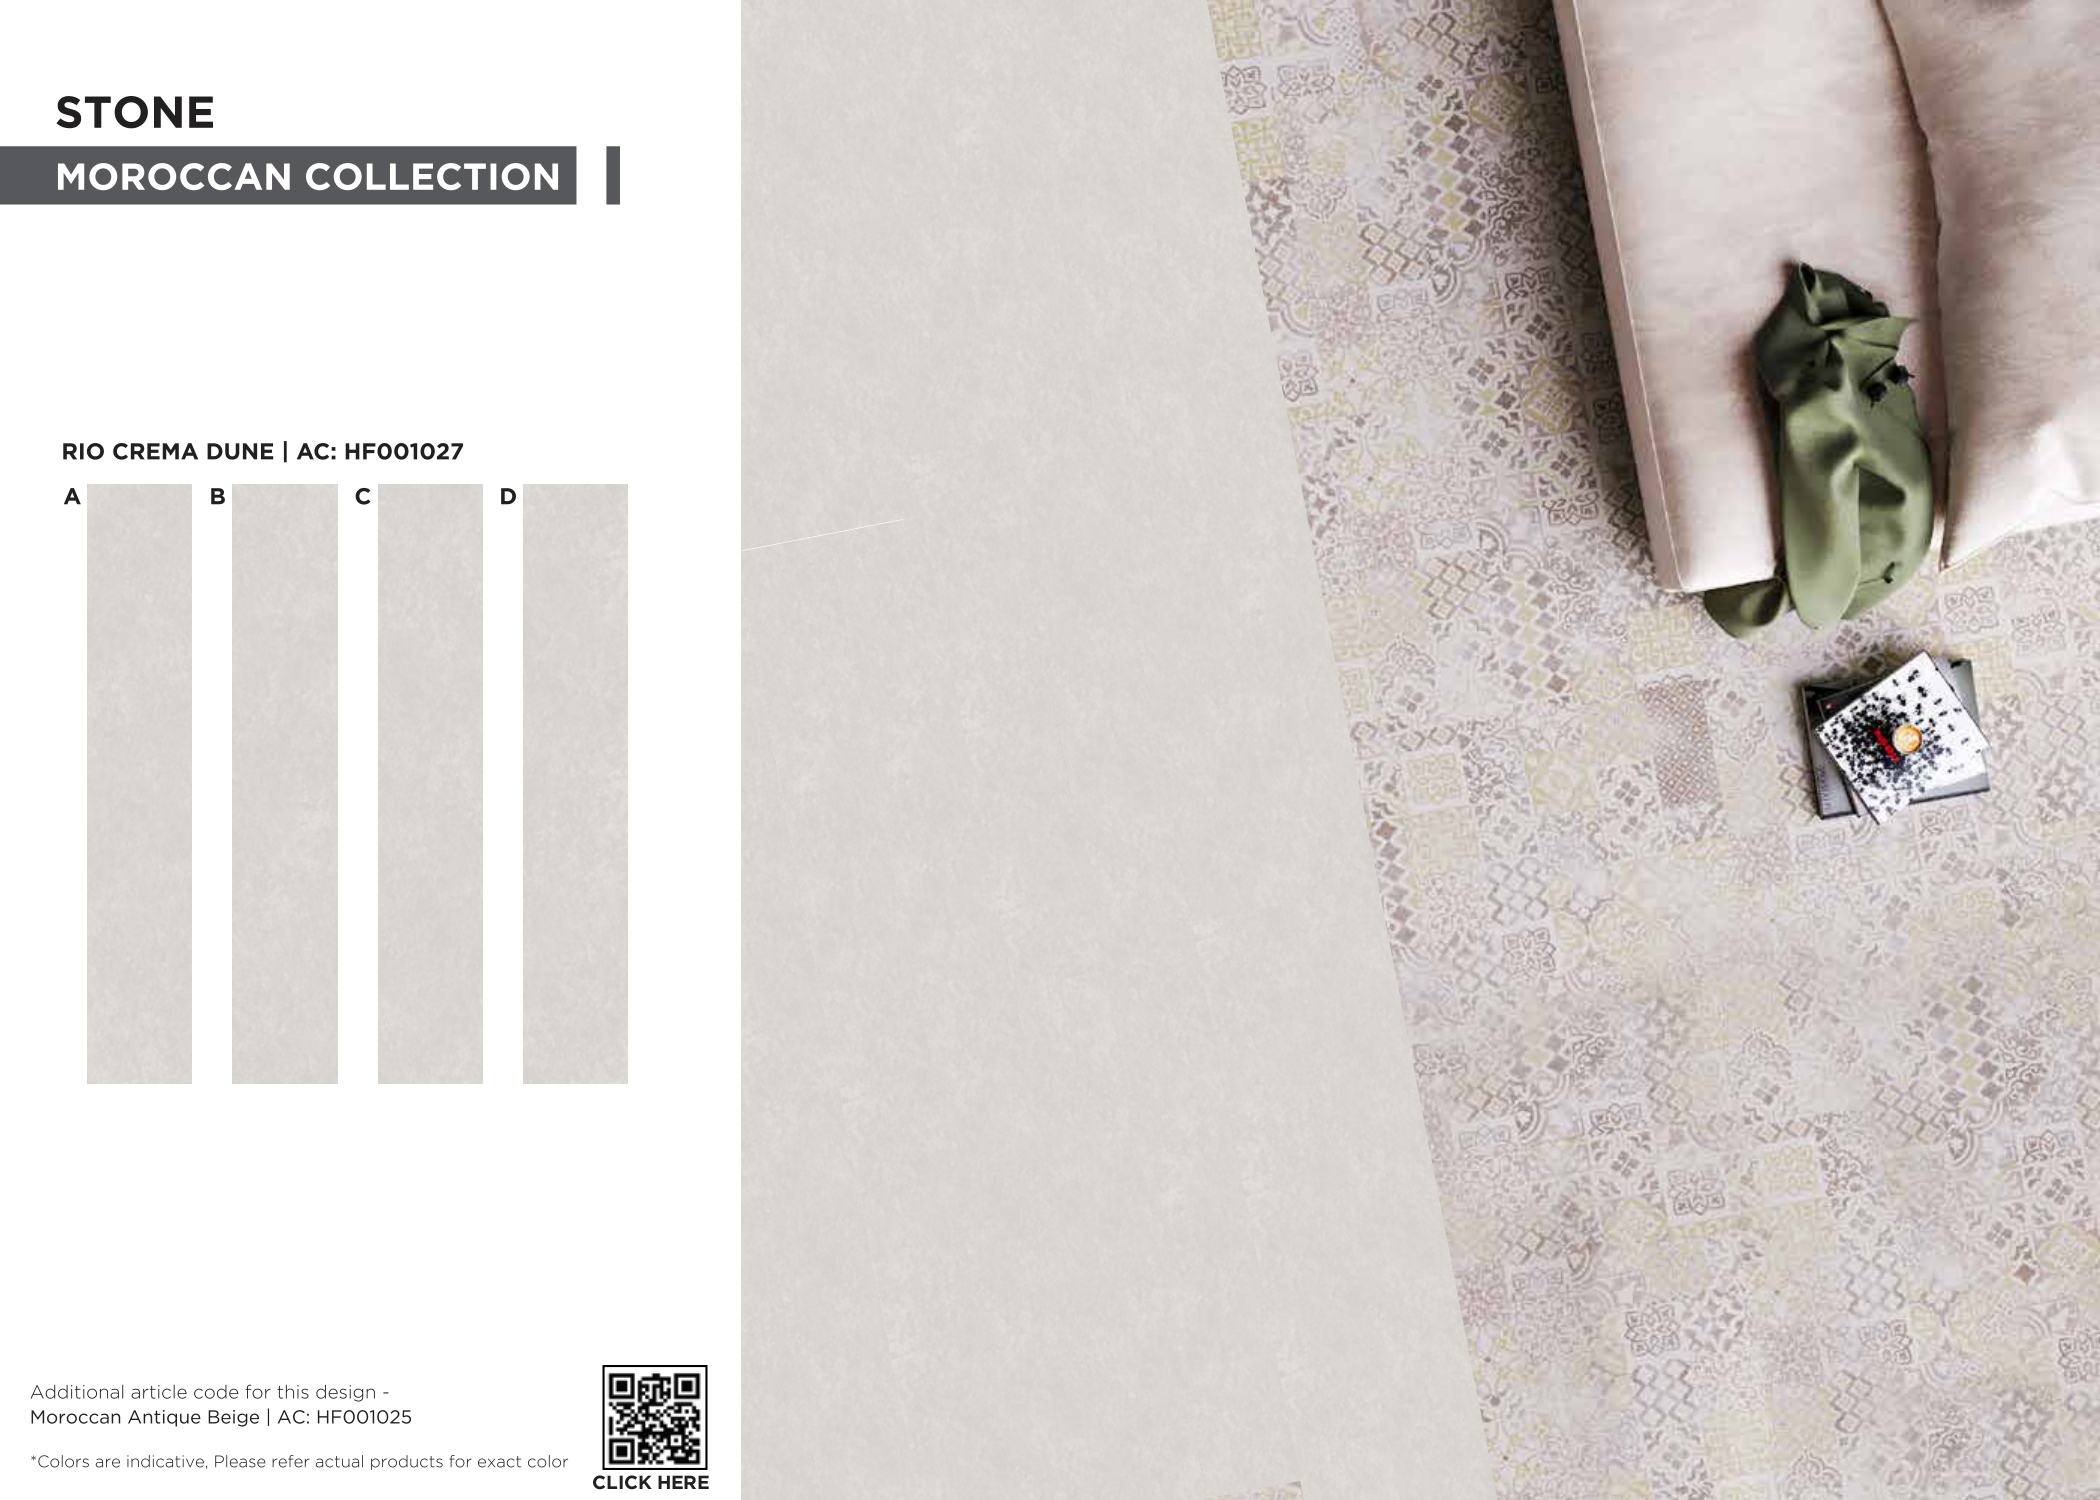 STONE
MOROCCAN COLLECTION
RIO CREMA DUNE | AC: HF001027
A B C D
Additional article code for this design -
Moroccan Antique Beige | AC: HF001025
*Colors are indicative, Please refer actual products for exact color
CLICK HERE